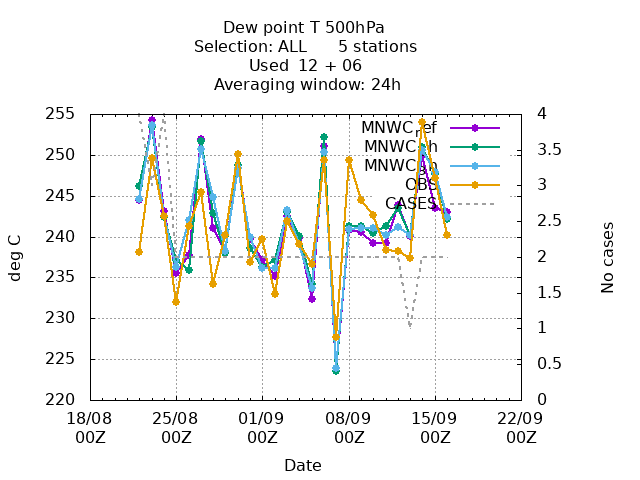 Dew point T 500hPa
Selection: ALL 5 stations
Used 12 + 06
Averaging window: 24h
255
250
245
240
235
230
225
220
4
3.5
3
2.5
2
1.5
1
0.5
0
deg C
No cases
MNWC_ref
OBS
CASES
18/08 25/08 01/09 08/09 15/09 22/09
00Z 00Z 00Z 00Z 00Z 00Z
Date